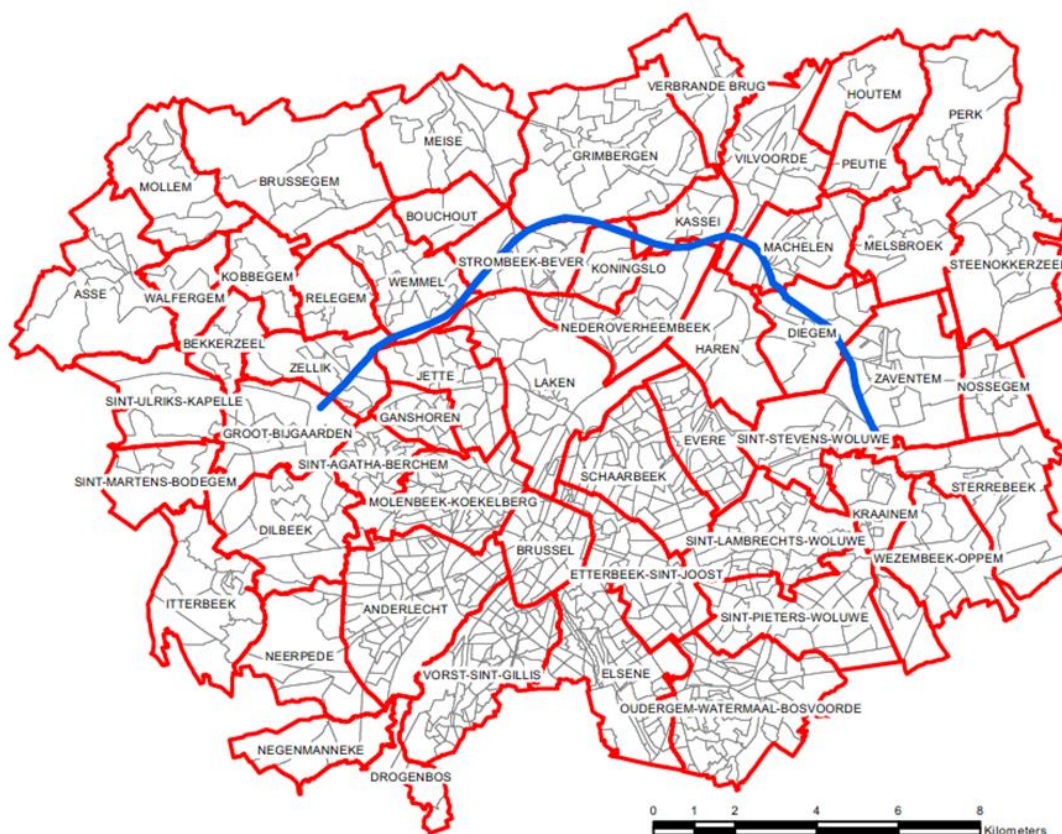 VERBRANDE BRUG
HOUTEM
PERK
MEISE
GRIMBERGEN
VILVOORDE
PEUTIE
MOLLEM
BRUSSEGEM
BOUCHOUT
KASSEI
MACHELEN
MELSBROEK
STROMBEEK-BEVER
KONINGSLO
STEENOKKERZEEL
ASSE
WALFERGEM
KOBBEGEM
RELEGEM
WEMMEL
NEDEROVERHEEMBEEK
DIEGEM
BEKKERZEEL
ZELLIK
JETTE
LAKEN
HAREN
ZAVENTEM
NOSSEGEM
SINT-ULRIKS-KAPELLE
GANSHOREN
GROOT-BIJGAARDEN
EVERE
SINT-STEVENS-WOLUWE
SINT-AGATHA-BERCHEM
SCHAARBEEK
SINT-MARTENS-BODEGEM
STERREBEEK
MOLENBEEK-KOEKELBERG
KRAAINEM
DILBEEK
SINT-LAMBRECHTS-WOLUWE
BRUSSEL
WEZEMBEEK-OPPEM
ETTERBEEK-SINT-JOOST
ITTERBEEK
ANDERLECHT
SINT-PIETERS-WOLUWE
NEERPEDE
VORST-SINT-GILLIS
ELSENE
OUDERGEM-WATERMAAL-BOSVOORDE
NEGENMANNEKE
DROGENBOS
0 1 2 4 6 8
Kilometers